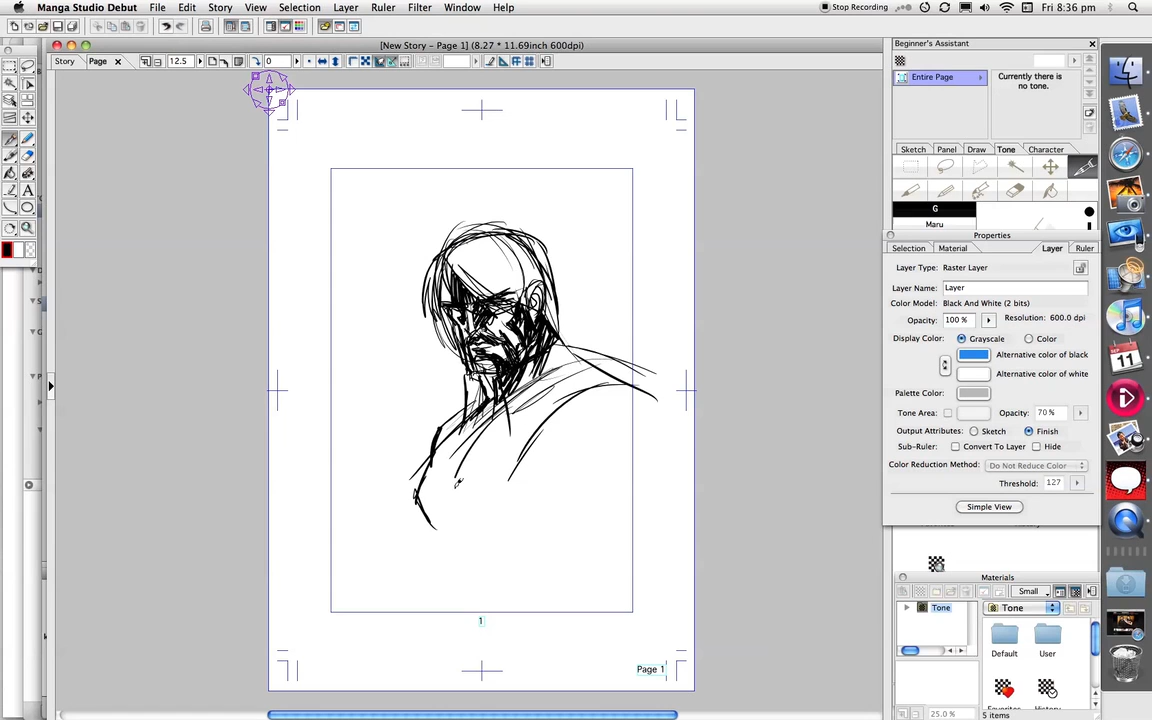 Manga Studio Debut File Edit Story View Selection Layer Ruler Filter Window Help Stop Recording Fri 8:36 pm
[New Story - Page 1] (8.27 * 11.69inch 600dpi)
Beginner's Assistant
Story Page 12.5 0
Entire Page
Currently there is no tone.
Sketch Panel Draw Tone Character
G
Maru
Properties
Selection Material Layer Ruler
Layer Type: Raster Layer
Layer Name: Layer
Color Model: Black And White (2 bits)
Opacity: 100 % Resolution: 600.0 dpi
Display Color: Grayscale Color
Alternative color of black
Alternative color of white
Palette Color:
Tone Area: Opacity: 70 %
Output Attributes: Sketch Finish
Sub-Ruler: Convert To Layer Hide
Color Reduction Method: Do Not Reduce Color
Threshold: 127
Simple View
Materials
Small
Tone Tone
Default User
1
Page 1
25.0 %
5 items
SEP
11